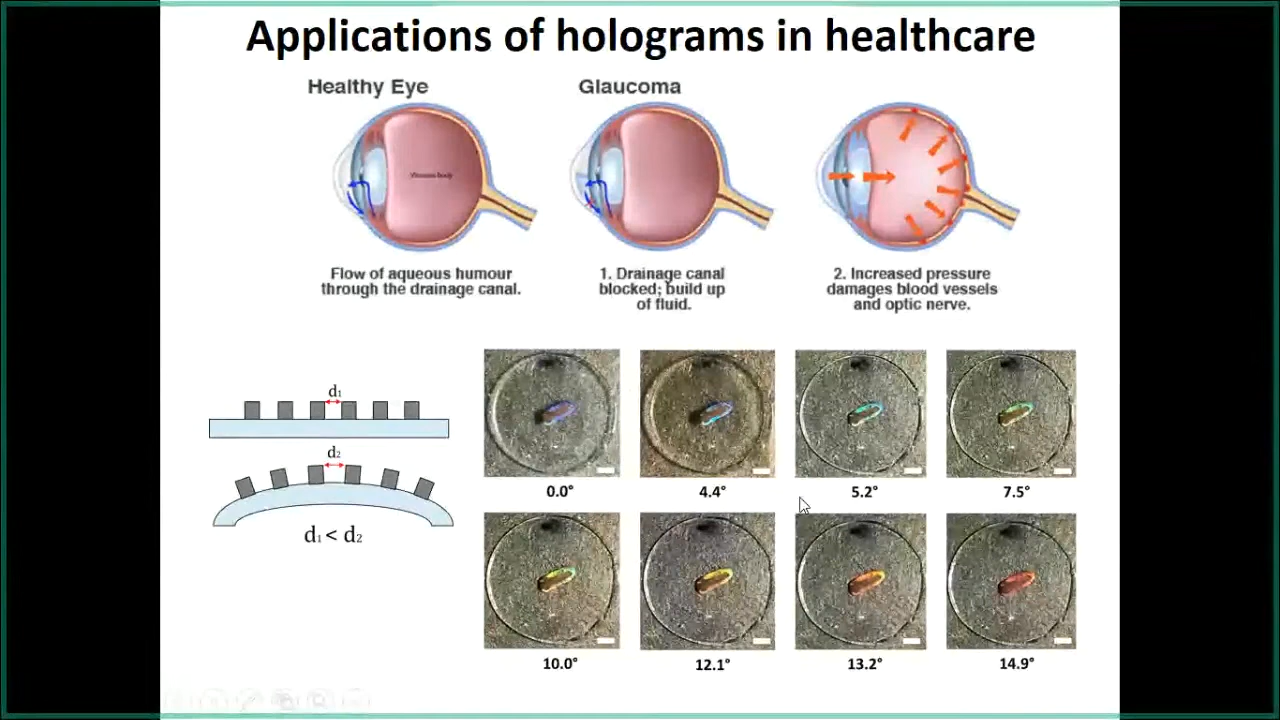 Applications of holograms in healthcare
Healthy Eye
Glaucoma
Vitreous body
Flow of aqueous humour
through the drainage canal.
1. Drainage canal
blocked; build up
of fluid.
2. Increased pressure
damages blood vessels
and optic nerve.
d₁
d₂
d₁ < d₂
0.0°
4.4°
5.2°
7.5°
10.0°
12.1°
13.2°
14.9°